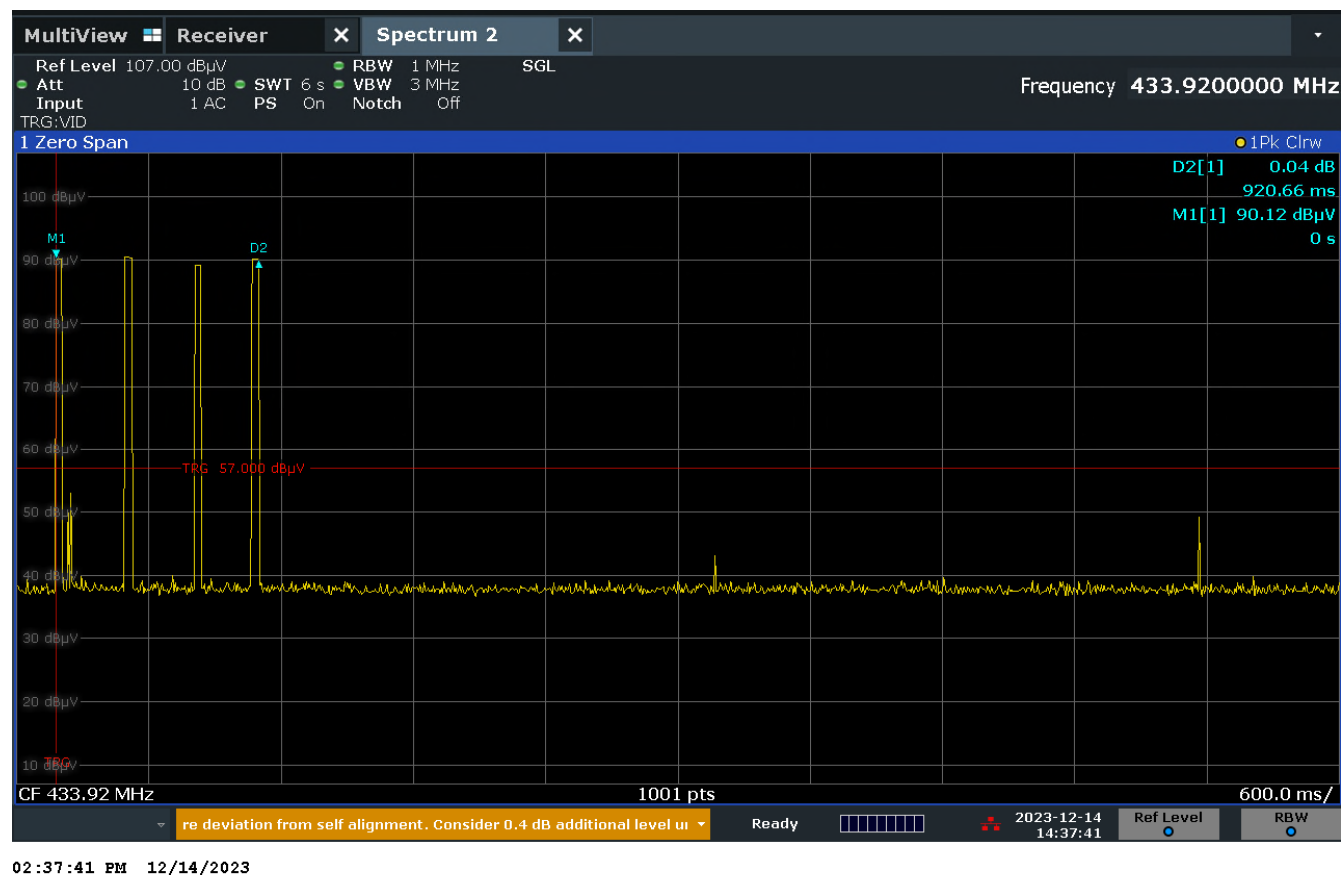 MultiView Receiver X Spectrum 2 X
Ref Level 107.00 dBµV RBW 1 MHz SGL
Att 10 dB SWT 6 s VBW 3 MHz
Input 1 AC PS On Notch Off
Frequency 433.9200000 MHz
TRG:VID
1 Zero Span 1Pk Clrw
D2[1] 0.04 dB
920.66 ms
M1[1] 90.12 dBµV
0 s
100 dBµV
M1
D2
90 dBµV
80 dBµV
70 dBµV
60 dBµV
TRG 57.000 dBµV
50 dBµV
40 dBµV
30 dBµV
20 dBµV
10 dBµV
TRG
CF 433.92 MHz 1001 pts 600.0 ms/
re deviation from self alignment. Consider 0.4 dB additional level Ready 2023-12-14 Ref Level RBW
14:37:41
02:37:41 PM 12/14/2023